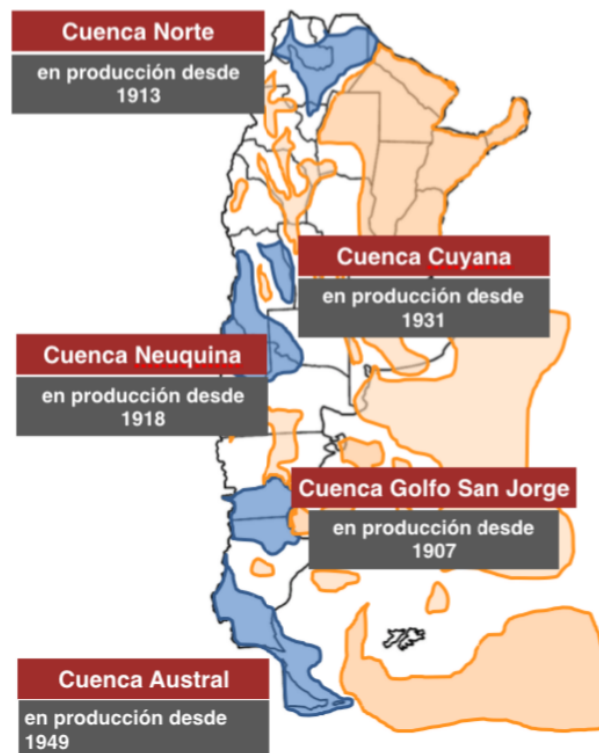 Cuenca Norte
en producción desde
1913
Cuenca Cuyana
en producción desde
1931
Cuenca Neuquina
en producción desde
1918
Cuenca Golfo San Jorge
en producción desde
1907
Cuenca Austral
en producción desde
1949